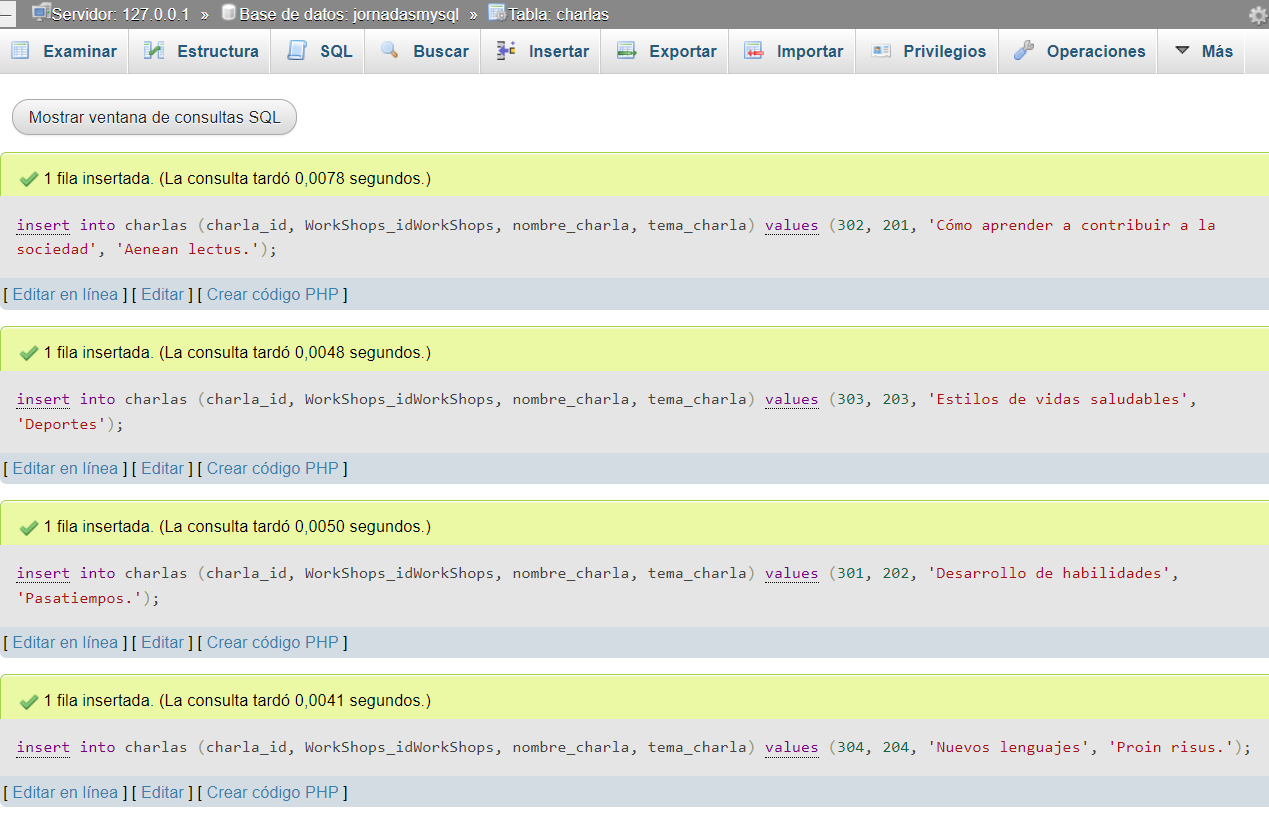 Servidor: 127.0.0.1 » Base de datos: jornadasmysql » Tabla: charlas
Examinar Estructura SQL Buscar Insertar Exportar Importar Privilegios Operaciones Más
Mostrar ventana de consultas SQL
1 fila insertada. (La consulta tardó 0,0078 segundos.)
insert into charlas (charla_id, WorkShops_idWorkShops, nombre_charla, tema_charla) values (302, 201, 'Cómo aprender a contribuir a la
sociedad', 'Aenean lectus.');
[ Editar en línea ] [ Editar ] [ Crear código PHP ]
1 fila insertada. (La consulta tardó 0,0048 segundos.)
insert into charlas (charla_id, WorkShops_idWorkShops, nombre_charla, tema_charla) values (303, 203, 'Estilos de vidas saludables',
'Deportes');
[ Editar en línea ] [ Editar ] [ Crear código PHP ]
1 fila insertada. (La consulta tardó 0,0050 segundos.)
insert into charlas (charla_id, WorkShops_idWorkShops, nombre_charla, tema_charla) values (301, 202, 'Desarrollo de habilidades',
'Pasatiempos.');
[ Editar en línea ] [ Editar ] [ Crear código PHP ]
1 fila insertada. (La consulta tardó 0,0041 segundos.)
insert into charlas (charla_id, WorkShops_idWorkShops, nombre_charla, tema_charla) values (304, 204, 'Nuevos lenguajes', 'Proin risus.');
[ Editar en línea ] [ Editar ] [ Crear código PHP ]